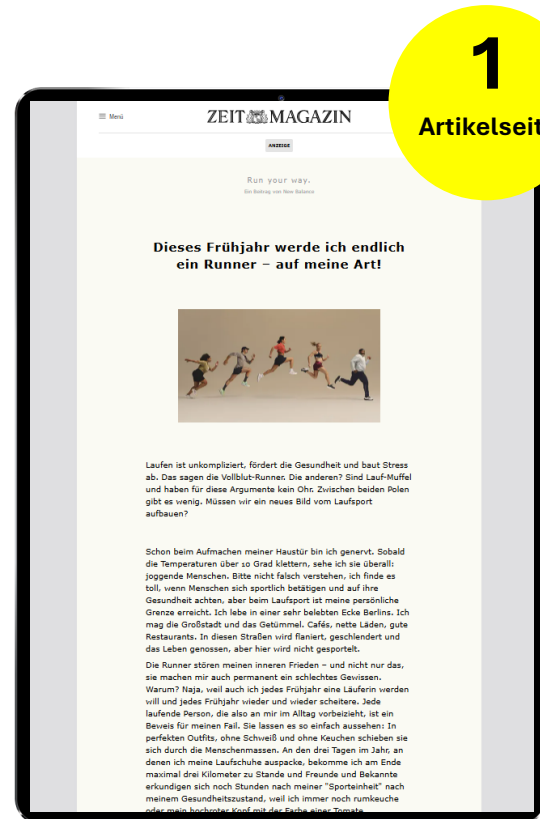 1
Artikelseit
Menü
ZEIT MAGAZIN
ANZEIGE
Run your way.
Ein Beitrag von New Balance
Dieses Frühjahr werde ich endlich
ein Runner – auf meine Art!
Laufen ist unkompliziert, fördert die Gesundheit und baut Stress
ab. Das sagen die Vollblut-Runner. Die anderen? Sind Lauf-Muffel
und haben für diese Argumente kein Ohr. Zwischen beiden Polen
gibt es wenig. Müssen wir ein neues Bild vom Laufsport
aufbauen?
Schon beim Aufmachen meiner Haustür bin ich genervt. Sobald
die Temperaturen über 10 Grad klettern, sehe ich sie überall:
joggende Menschen. Bitte nicht falsch verstehen, ich finde es
toll, wenn Menschen sich sportlich betätigen und auf ihre
Gesundheit achten, aber beim Laufsport ist meine persönliche
Grenze erreicht. Ich lebe in einer sehr belebten Ecke Berlins. Ich
mag die Großstadt und das Getümmel. Cafés, nette Läden, gute
Restaurants. In diesen Straßen wird flaniert, geschlendert und
das Leben genossen, aber hier wird nicht gesportelt.
Die Runner stören meinen inneren Frieden – und nicht nur das,
sie machen mir auch permanent ein schlechtes Gewissen.
Warum? Naja, weil auch ich jedes Frühjahr eine Läuferin werden
will und jedes Frühjahr wieder und wieder scheitere. Jede
laufende Person, die also an mir im Alltag vorbeizieht, ist ein
Beweis für meinen Fail. Sie lassen es so einfach aussehen: In
perfekten Outfits, ohne Schweiß und ohne Keuchen schieben sie
sich durch die Menschenmassen. An den drei Tagen im Jahr, an
denen ich meine Laufschuhe auspacke, bekomme ich am Ende
maximal drei Kilometer zu Stande und Freunde und Bekannte
erkundigen sich noch Stunden nach meiner "Sporteinheit" nach
meinem Gesundheitszustand, weil ich immer noch rumkeuche
oder mein hochroter Kopf mit der Farbe einer Tomate